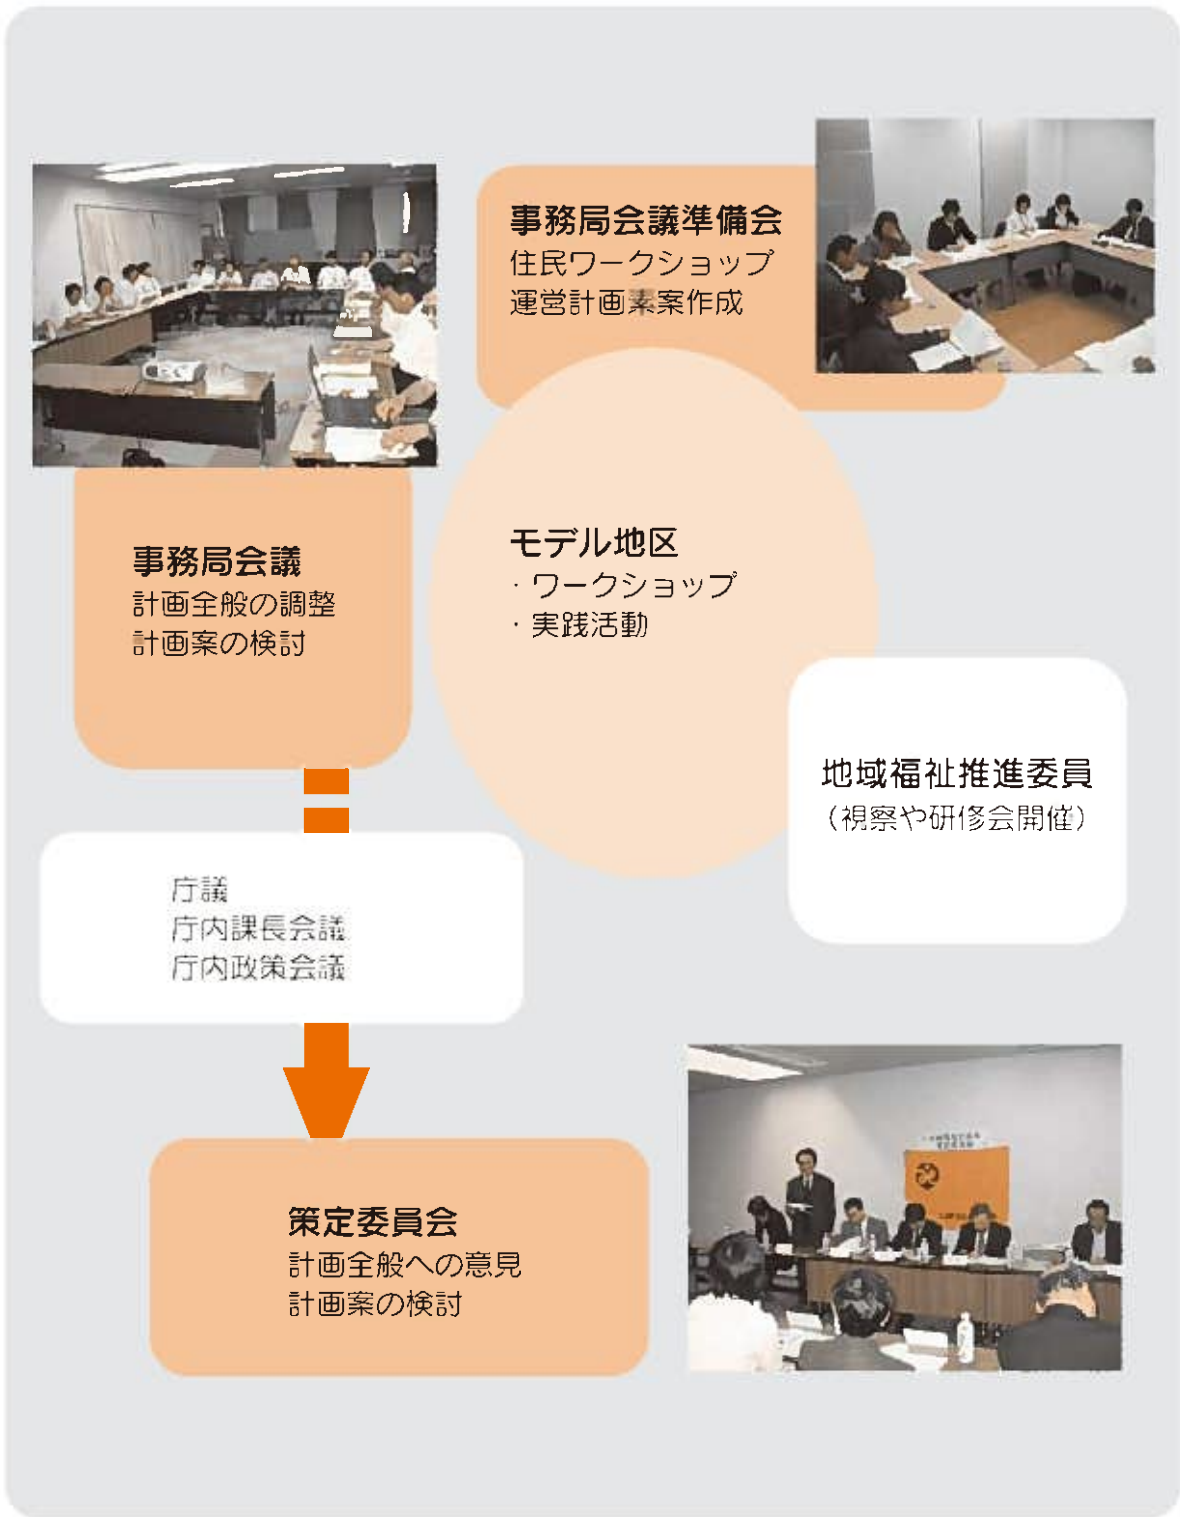 事務局会議準備会
住民ワークショップ
運営計画素案作成
事務局会議
計画全般の調整
計画案の検討
モデル地区
・ワークショップ
・実践活動
地域福祉推進委員
(視察や研修会開催)
庁議
庁内課長会議
庁内政策会議
策定委員会
計画全般への意見
計画案の検討